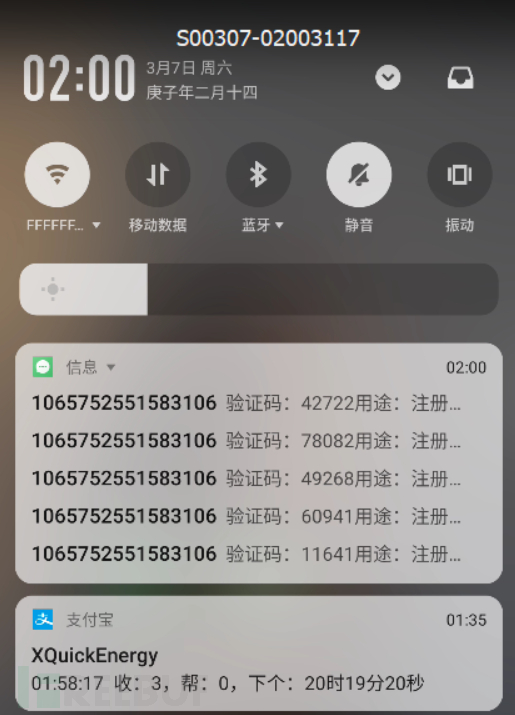 S00307-02003117
02:00
3月7日 周六
庚子年二月十四
FFFFFF...
移动数据
蓝牙
静音
振动
信息
02:00
1065752551583106 验证码：42722用途：注册...
1065752551583106 验证码：78082用途：注册...
1065752551583106 验证码：49268用途：注册...
1065752551583106 验证码：60941用途：注册...
1065752551583106 验证码：11641用途：注册...
支付宝
01:35
XQuickEnergy
01:58:17 收：3，帮：0，下个：20时19分20秒